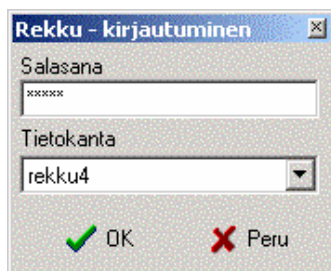 Rekku - kirjautuminen
Salasana
*****
Tietokanta
rekku4
OK
Peru